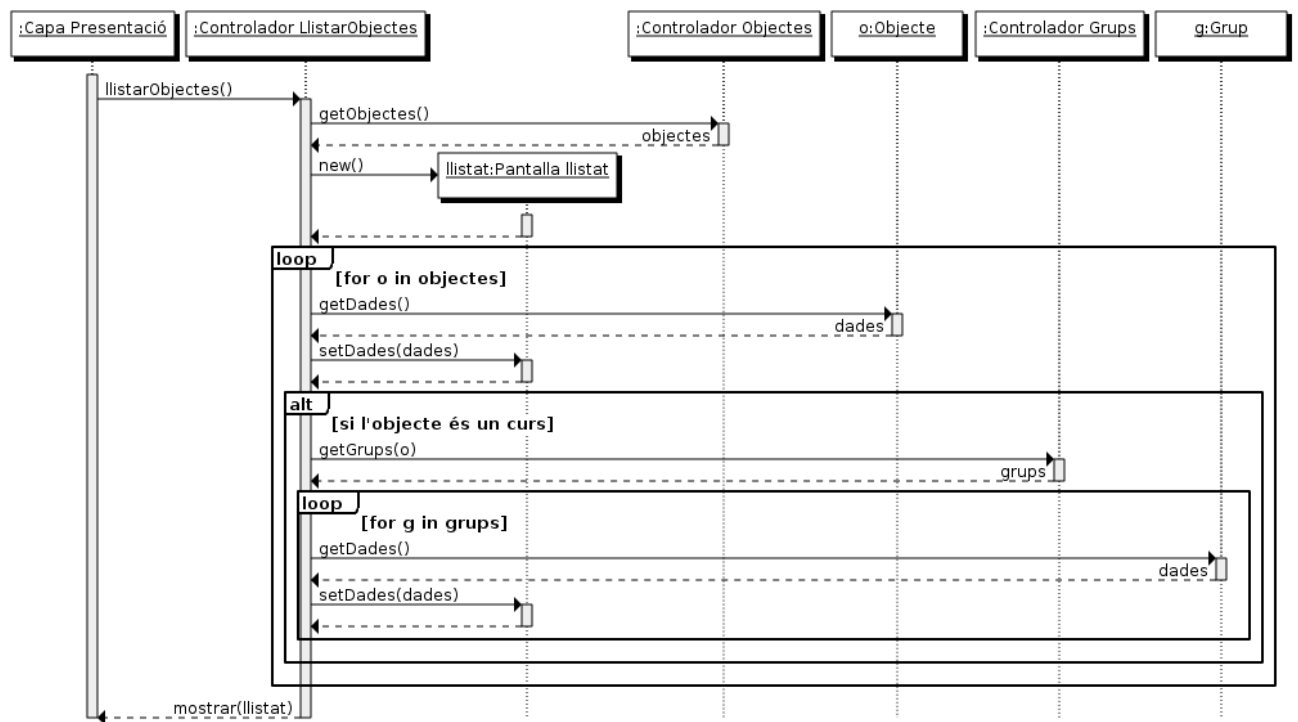 :Capa Presentació
:Controlador LlistarObjectes
:Controlador Objectes
o:Objecte
:Controlador Grups
g:Grup
llistarObjectes()
getObjectes()
objectes
new()
llistat:Pantalla llistat
loop
[for o in objectes]
getDades()
dades
setDades(dades)
alt
[si l'objecte és un curs]
getGrups(o)
grups
loop
[for g in grups]
getDades()
dades
setDades(dades)
mostrar(llistat)